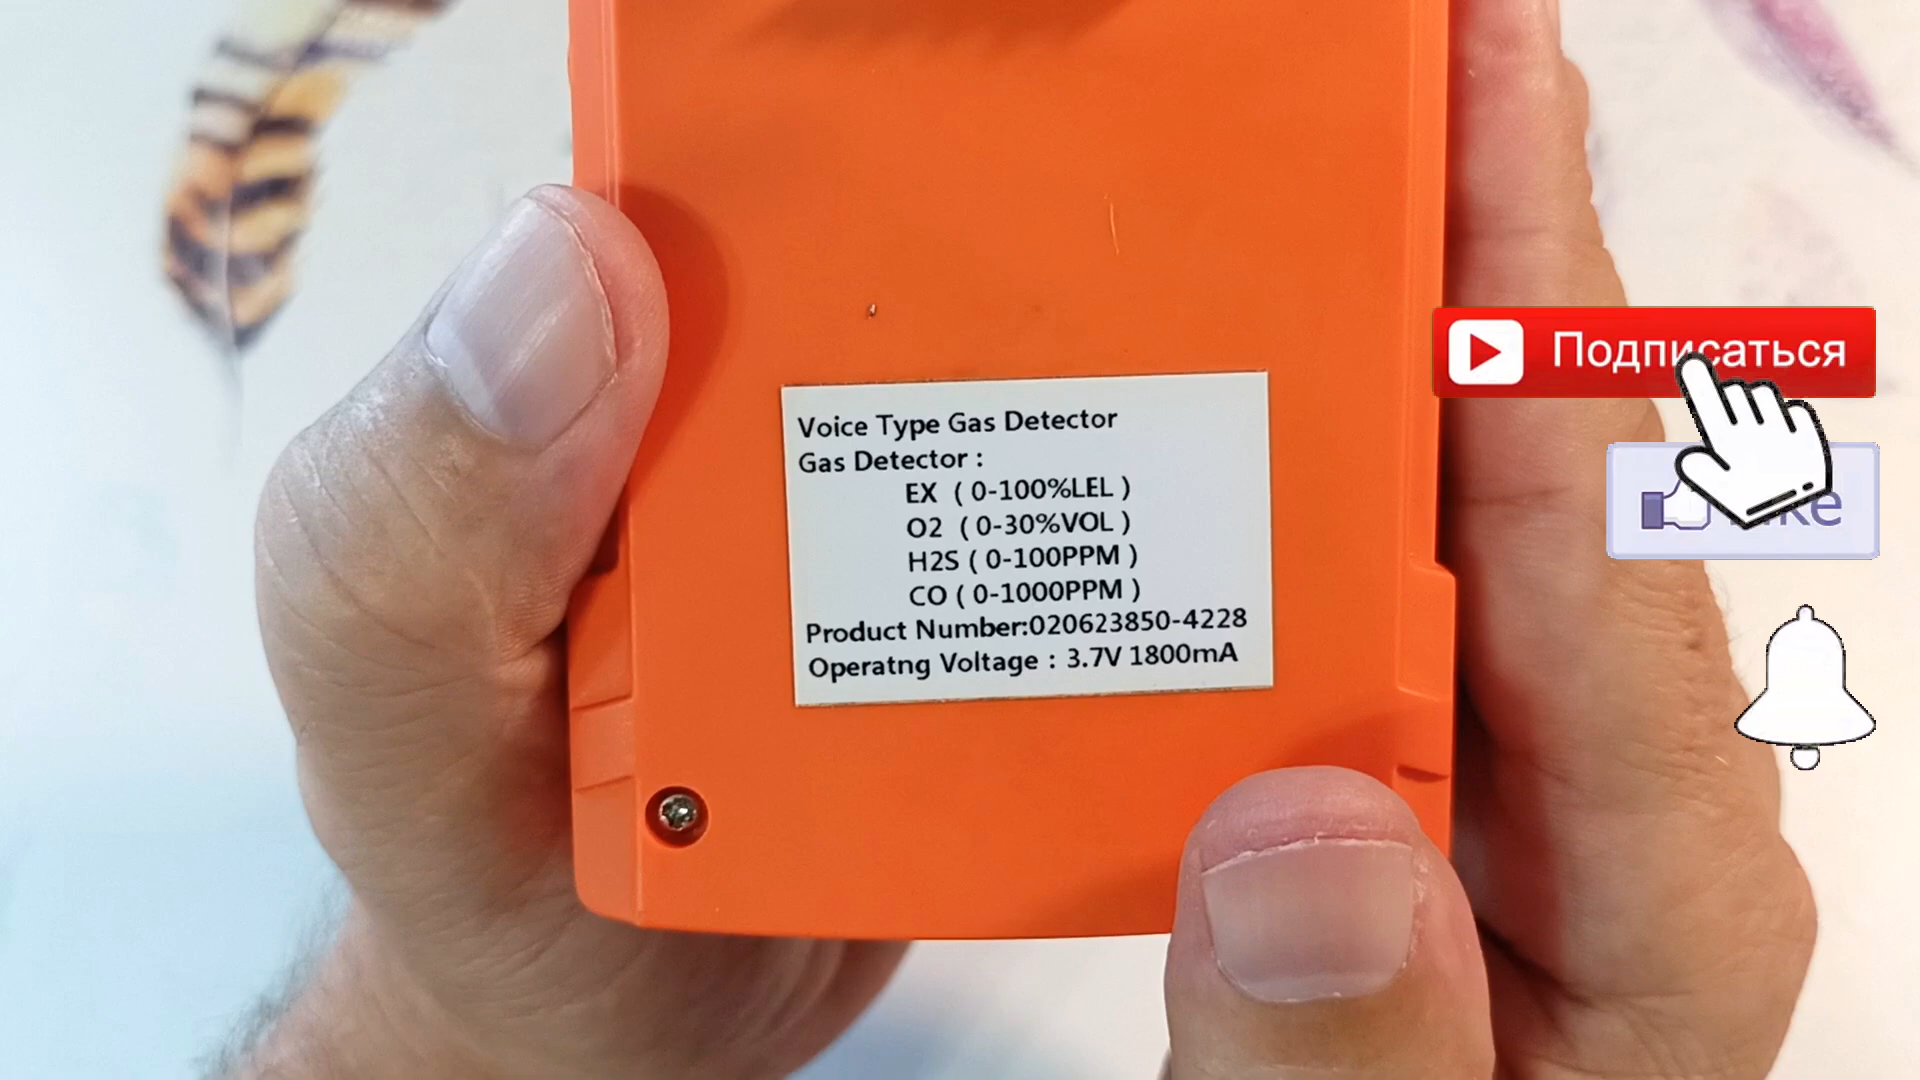 Voice Type Gas Detector
Gas Detector :
EX ( 0-100%LEL )
O2 ( 0-30%VOL )
H2S ( 0-100PPM )
CO ( 0-1000PPM )
Product Number:020623850-4228
Operatng Voltage : 3.7V 1800mA
Подписаться